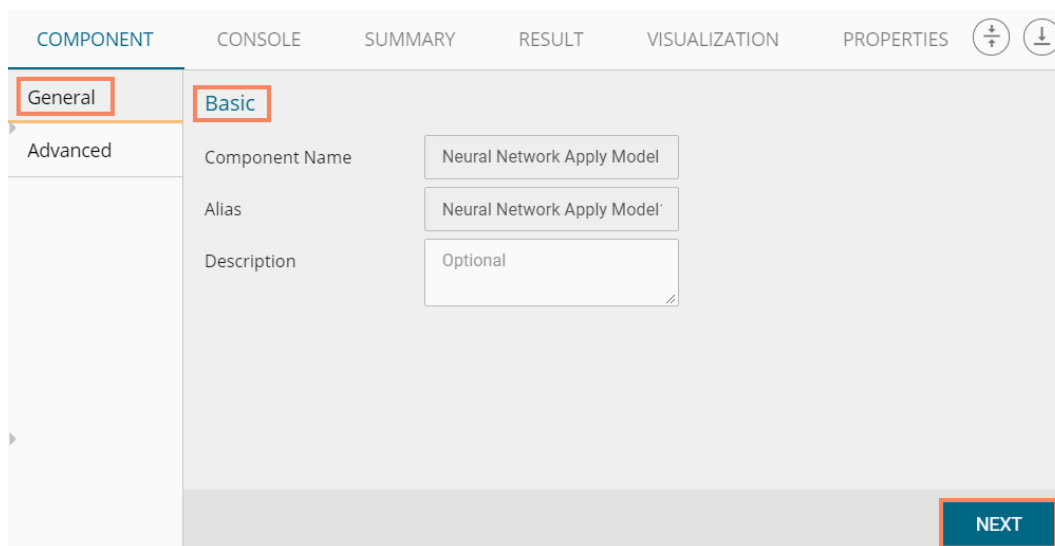 COMPONENT CONSOLE SUMMARY RESULT VISUALIZATION PROPERTIES
General
Advanced
Basic
Component Name Neural Network Apply Model
Alias Neural Network Apply Model
Description Optional
NEXT